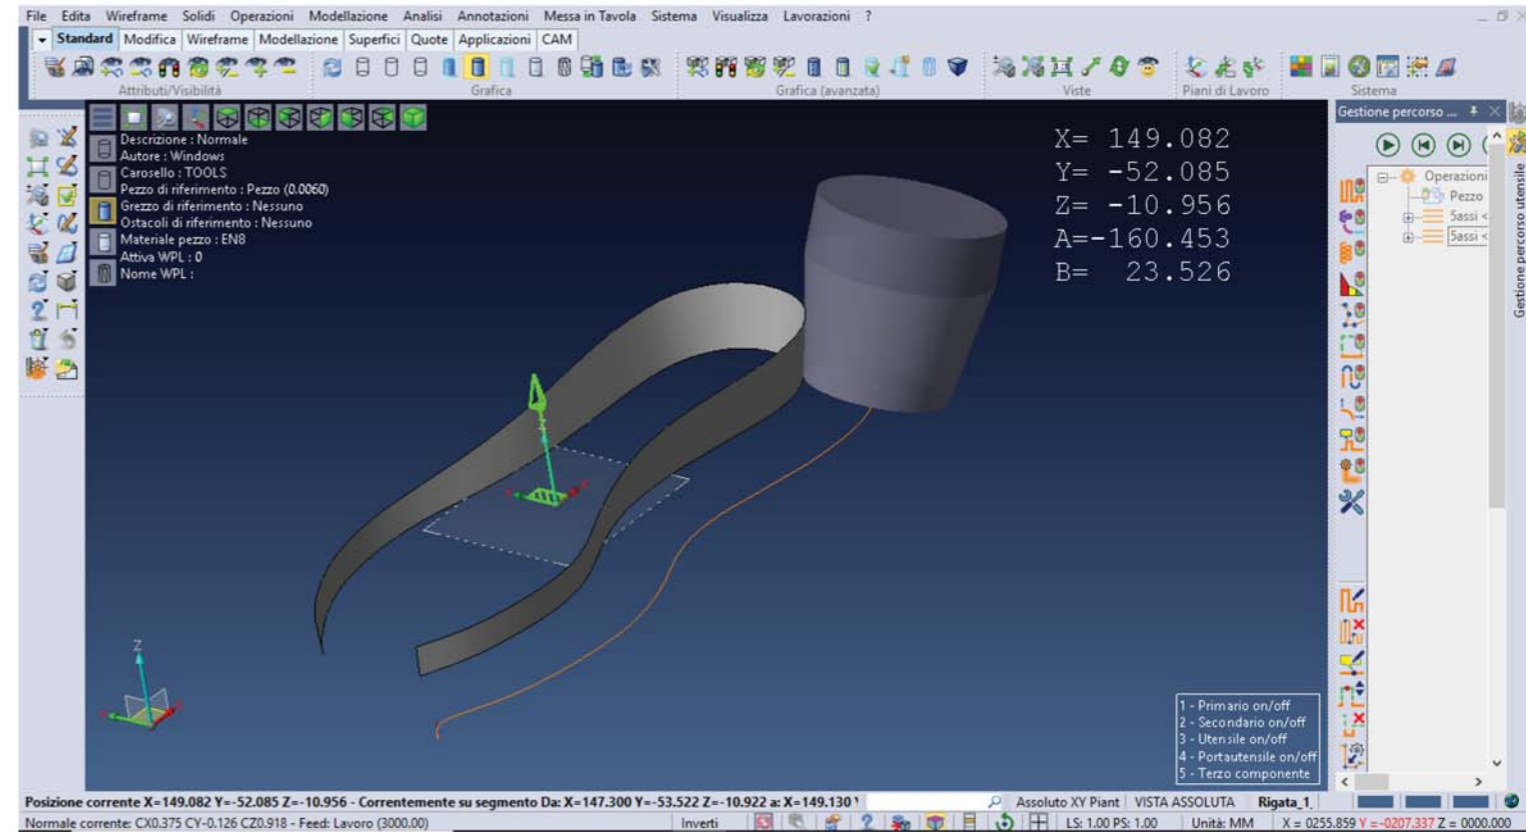 File Edita Wireframe Solidi Operazioni Modellazione Analisi Annotazioni Messa in Tavola Sistema Visualizza Lavorazioni ?
Standard Modifica Wireframe Modellazione Superfici Quote Applicazioni CAM
Attributi/Visibilità Grafica Grafica (avanzata) Viste Piani di Lavoro Sistema
Gestione percorso ...
Descrizione : Normale
Autore : Windows
Carosello : TOOLS
Pezzo di riferimento : Pezzo (0.0060)
Grezzo di riferimento : Nessuno
Ostacoli di riferimento : Nessuno
Materiale pezzo : EN8
Attiva WPL : 0
Nome WPL :
X= 149.082
Y= -52.085
Z= -10.956
A=-160.453
B= 23.526
Operazioni
Pezzo
5assi <
5assi <
Gestione percorso utensile
Z
1 - Primario on/off
2 - Secondario on/off
3 - Utensile on/off
4 - Portautensile on/off
5 - Terzo componente
Posizione corrente X=149.082 Y=-52.085 Z=-10.956 - Correntemente su segmento Da: X=147.300 Y=-53.522 Z=-10.922 a: X=149.130 Assoluto XY Piant VISTA ASSOLUTA Rigata_1
Normale corrente: CX0.375 CY-0.126 CZ0.918 - Feed: Lavoro (3000.00) Inverti LS: 1.00 PS: 1.00 Unità: MM X = 0255.859 Y =-0207.337 Z = 0000.000